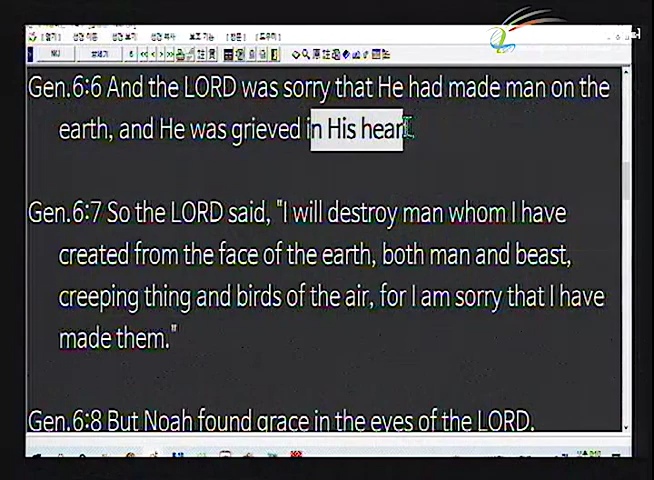 NKJ
6
Gen.6:6 And the LORD was sorry that He had made man on the
earth, and He was grieved in His hear
Gen.6:7 So the LORD said, "I will destroy man whom I have
created from the face of the earth, both man and beast,
creeping thing and birds of the air, for I am sorry that I have
made them."
Gen.6:8 But Noah found grace in the eyes of the LORD.